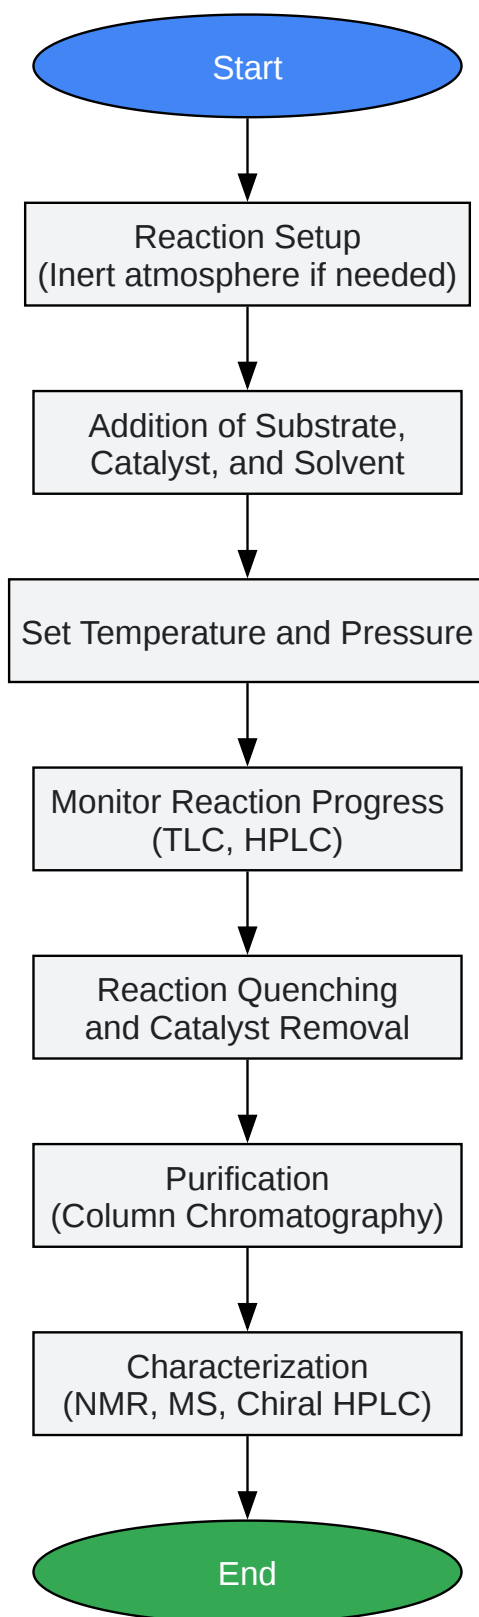 Start
Reaction Setup
(Inert atmosphere if needed)
Addition of Substrate,
Catalyst, and Solvent
Set Temperature and Pressure
Monitor Reaction Progress
(TLC, HPLC)
Reaction Quenching
and Catalyst Removal
Purification
(Column Chromatography)
Characterization
(NMR, MS, Chiral HPLC)
End